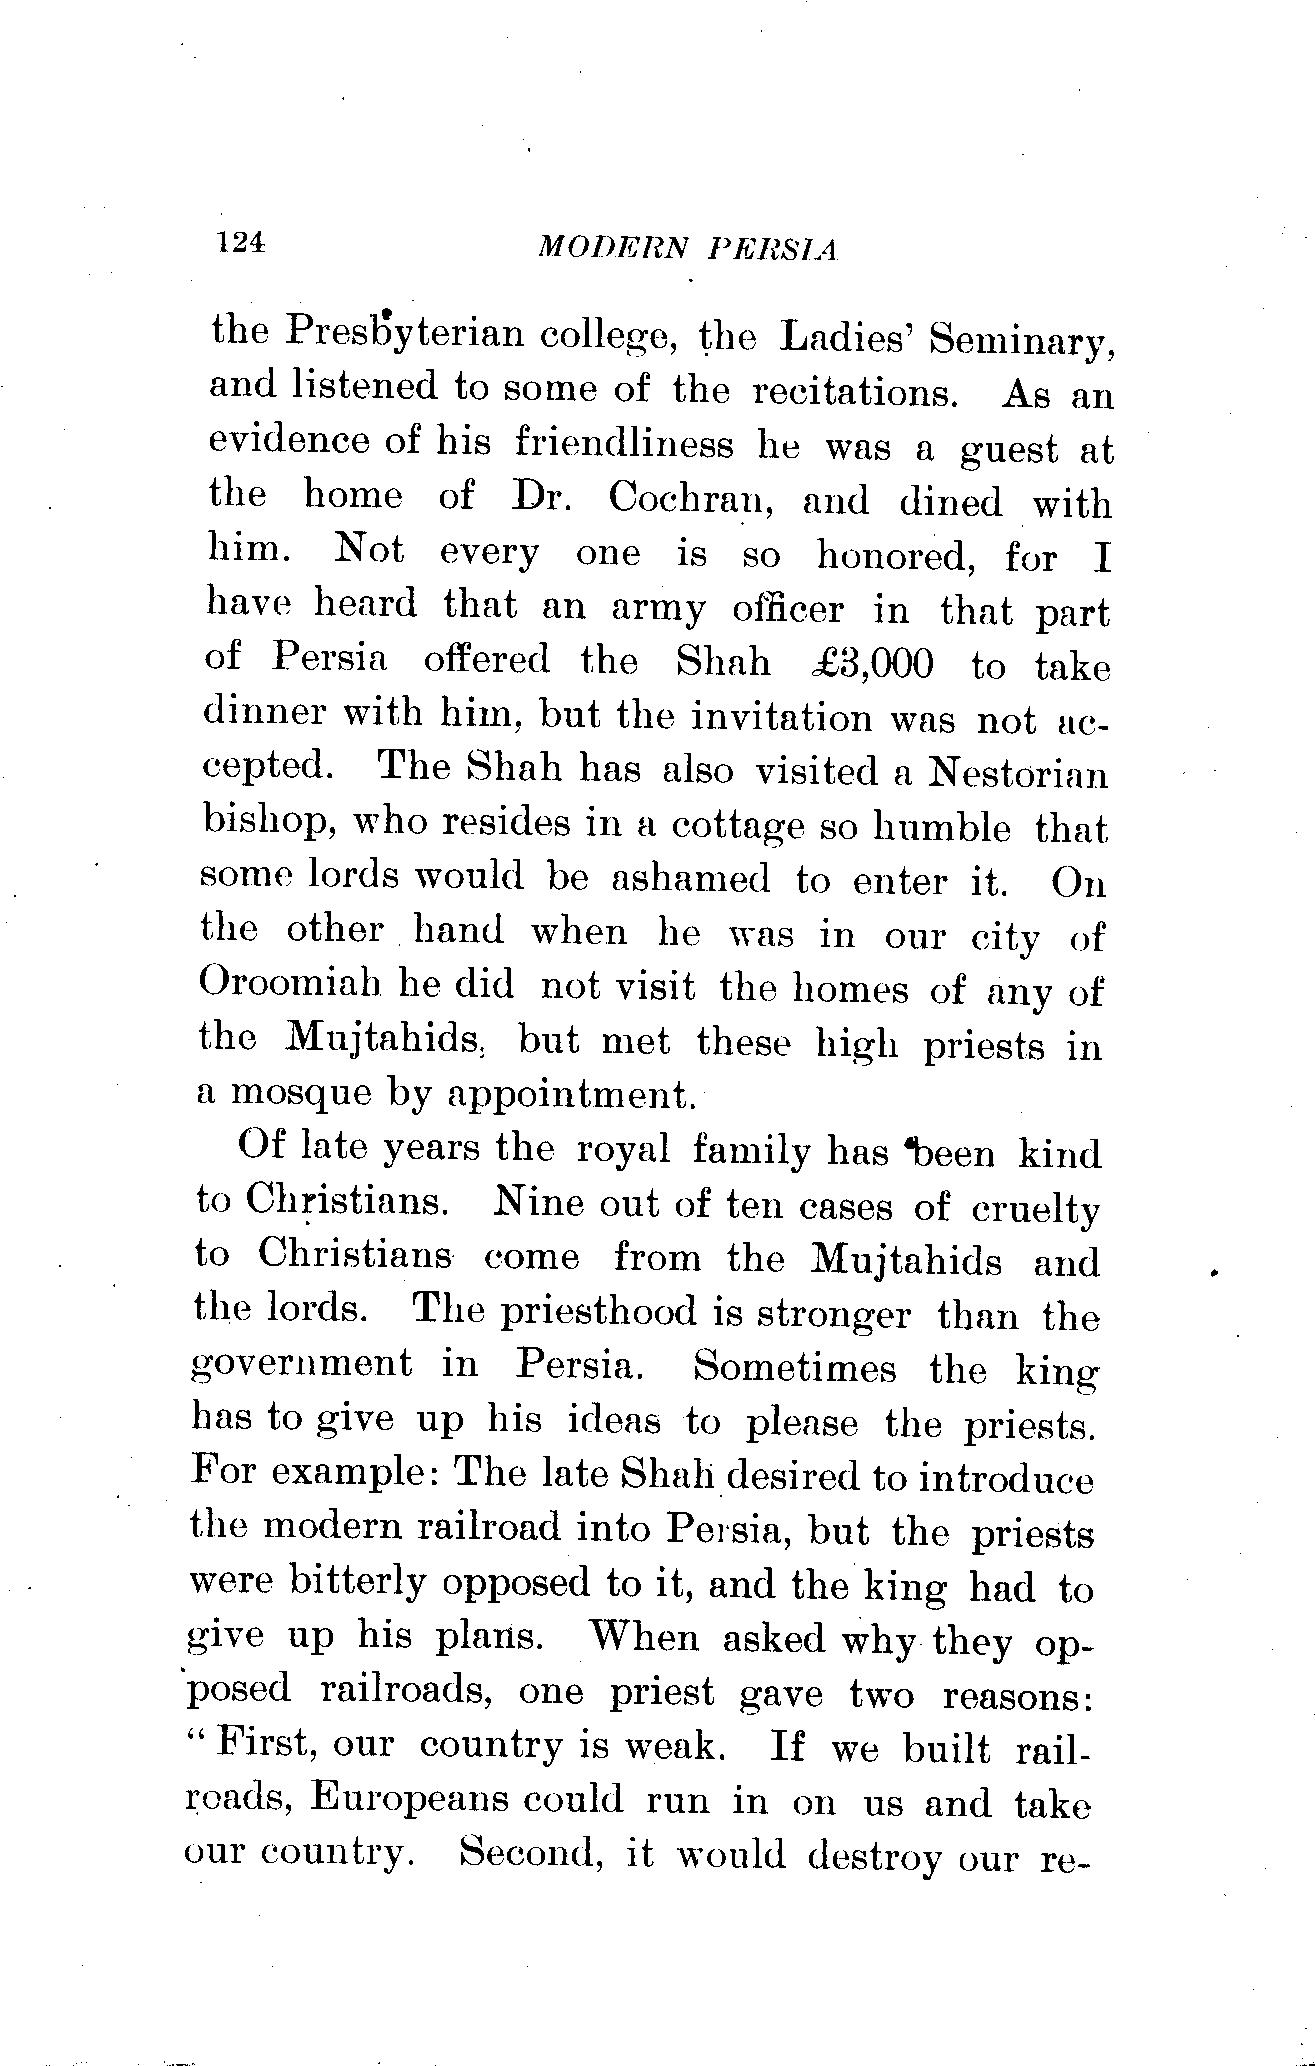 124 MODERN PERSIA
the Presbyterian college, the Ladies' Seminary,
and listened to some of the recitations. As an
evidence of his friendliness he was a guest at
the home of Dr. Cochran, and dined with
him. Not every one is so honored, for I
have heard that an army officer in that part
of Persia offered the Shah £3,000 to take
dinner with him, but the invitation was not ac-
cepted. The Shah has also visited a Nestorian
bishop, who resides in a cottage so humble that
some lords would be ashamed to enter it. On
the other hand when he was in our city of
Oroomiah he did not visit the homes of any of
the Mujtahids, but met these high priests in
a mosque by appointment.
Of late years the royal family has been kind
to Christians. Nine out of ten cases of cruelty
to Christians come from the Mujtahids and
the lords. The priesthood is stronger than the
government in Persia. Sometimes the king
has to give up his ideas to please the priests.
For example: The late Shah desired to introduce
the modern railroad into Persia, but the priests
were bitterly opposed to it, and the king had to
give up his plans. When asked why they op-
posed railroads, one priest gave two reasons:
“ First, our country is weak. If we built rail-
roads, Europeans could run in on us and take
our country. Second, it would destroy our re-